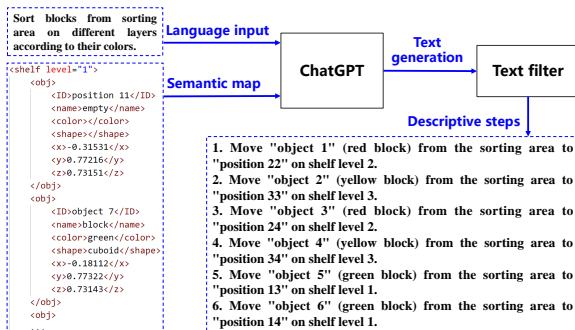 Sort blocks from sorting
area on different layers
according to their colors.
Language input
Semantic map
ChatGPT
Text
generation
Text filter
Descriptive steps
<shelf level="1">
<obj>
<ID>position 11</ID>
<name>empty</name>
<color></color>
<shape></shape>
<x>-0.31531</x>
<y>0.77216</y>
<z>0.73151</z>
</obj>
<obj>
<ID>object 7</ID>
<name>block</name>
<color>green</color>
<shape>cuboid</shape>
<x>-0.18112</x>
<y>0.77322</y>
<z>0.73143</z>
</obj>
<obj>
...
1. Move "object 1" (red block) from the sorting area to
"position 22" on shelf level 2.
2. Move "object 2" (yellow block) from the sorting area to
"position 33" on shelf level 3.
3. Move "object 3" (red block) from the sorting area to
"position 24" on shelf level 2.
4. Move "object 4" (yellow block) from the sorting area to
"position 34" on shelf level 3.
5. Move "object 5" (green block) from the sorting area to
"position 13" on shelf level 1.
6. Move "object 6" (green block) from the sorting area to
"position 14" on shelf level 1.